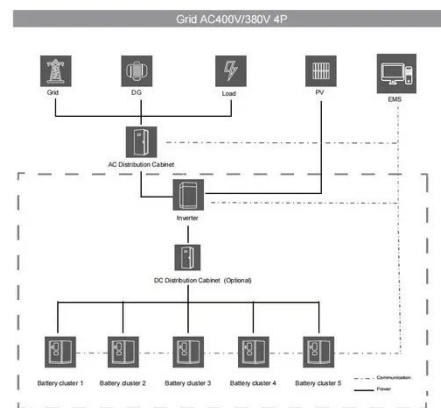 Grid AC400V/380V 4P
Grid
DG
Load
PV
EMS
AC Distribution Cabinet
Inverter
DC Distribution Cabinet (Optional)
Battery cluster 1
Battery cluster 2
Battery cluster 3
Battery cluster 4
Battery cluster 5
Communication
Power